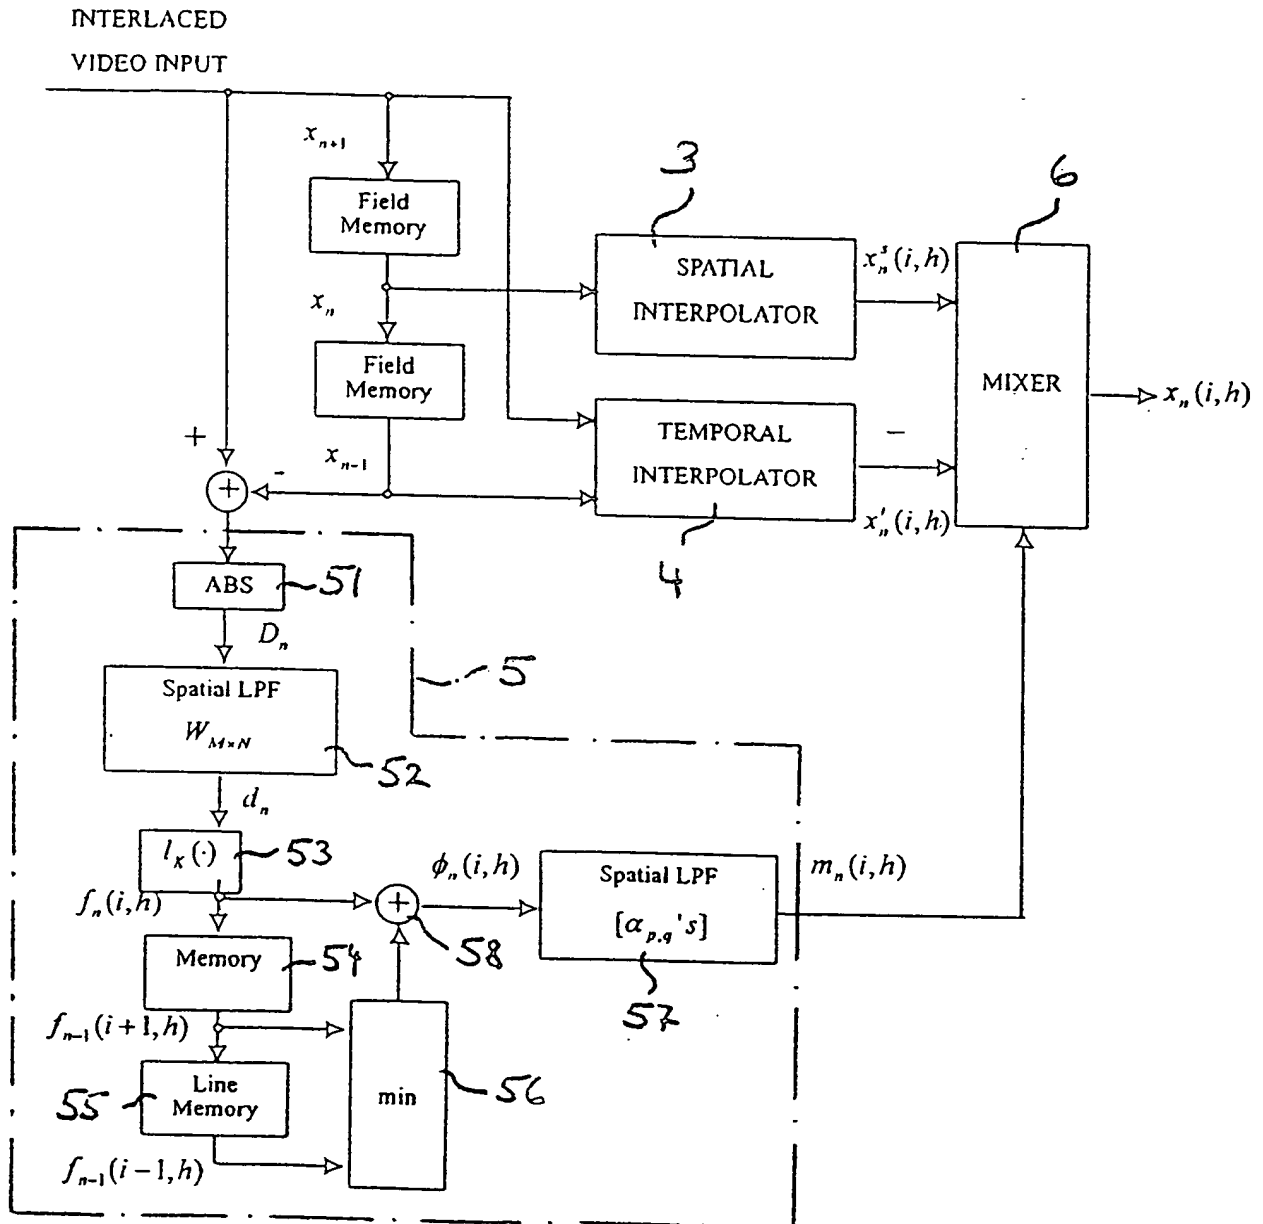 INTERLACED
VIDEO INPUT
x_{n+1}
Field
Memory
x_n
Field
Memory
x_{n-1}
+
-
+
3
SPATIAL
INTERPOLATOR
x_n^s(i,h)
TEMPORAL
INTERPOLATOR
4
–
x_n^t(i,h)
6
MIXER
x_n(i,h)
ABS
51
D_n
Spatial LPF
W_{M×N}
52
5
d_n
l_K(·)
53
f_n(i,h)
+
58
ϕ_n(i,h)
Spatial LPF
[α_{p,q}'s]
57
m_n(i,h)
Memory
54
f_{n-1}(i+1,h)
Line
Memory
55
min
56
f_{n-1}(i−1,h)